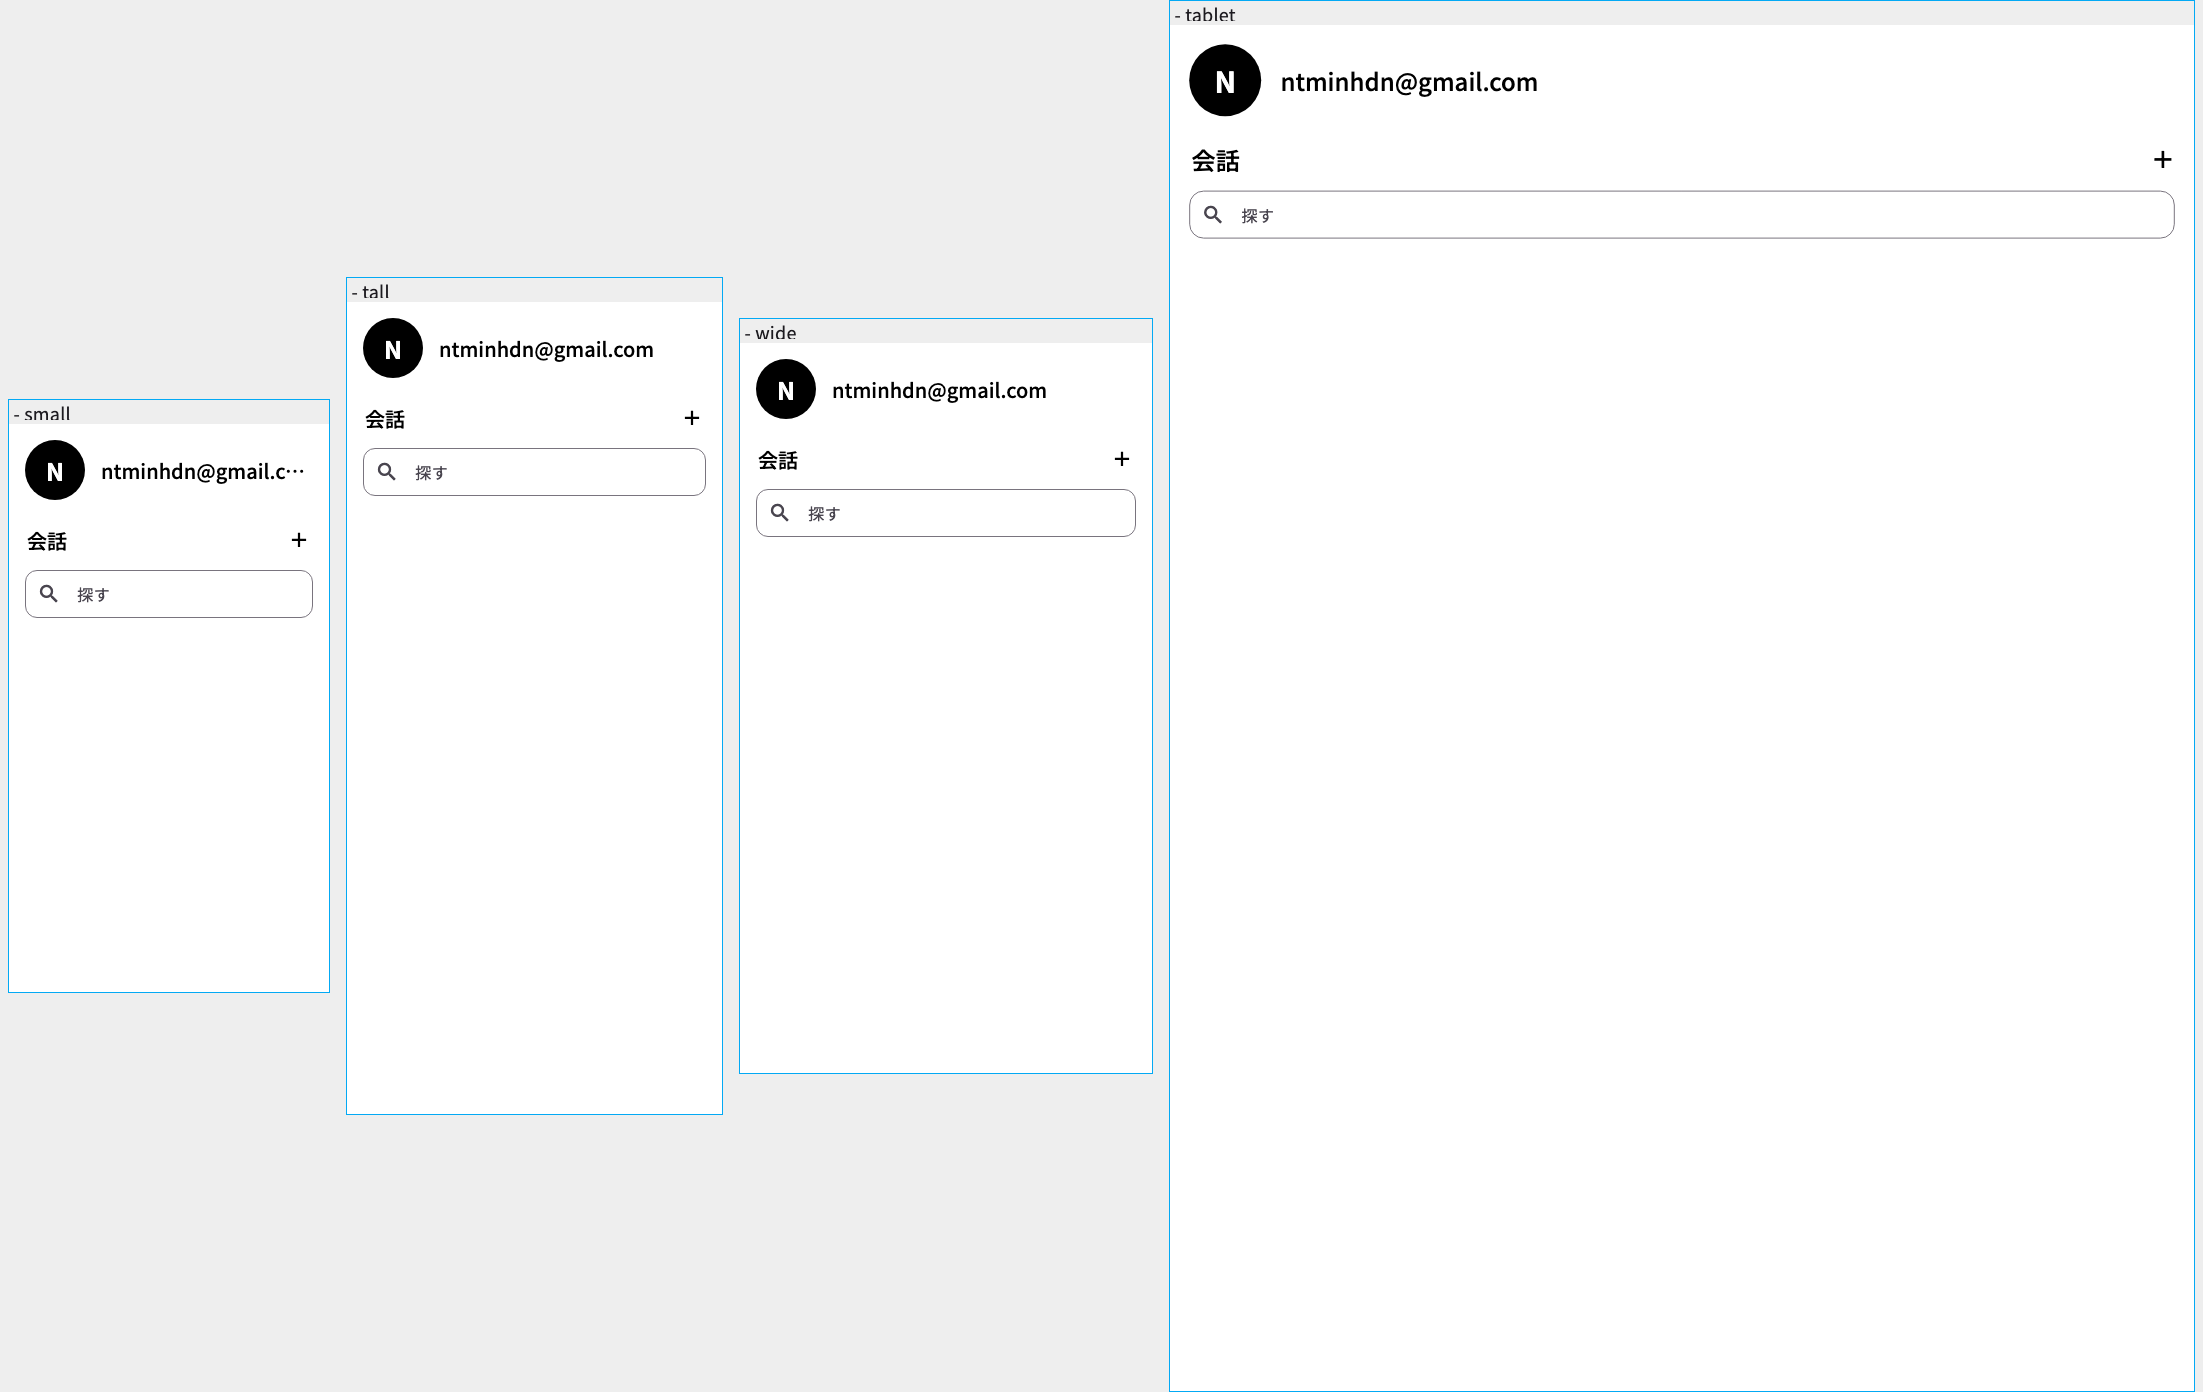 - small
N
ntminhdn@gmail.c…
会話
+
探す
- tall
N
ntminhdn@gmail.com
会話
+
探す
- wide
N
ntminhdn@gmail.com
会話
+
探す
- tablet
N
ntminhdn@gmail.com
会話
+
探す